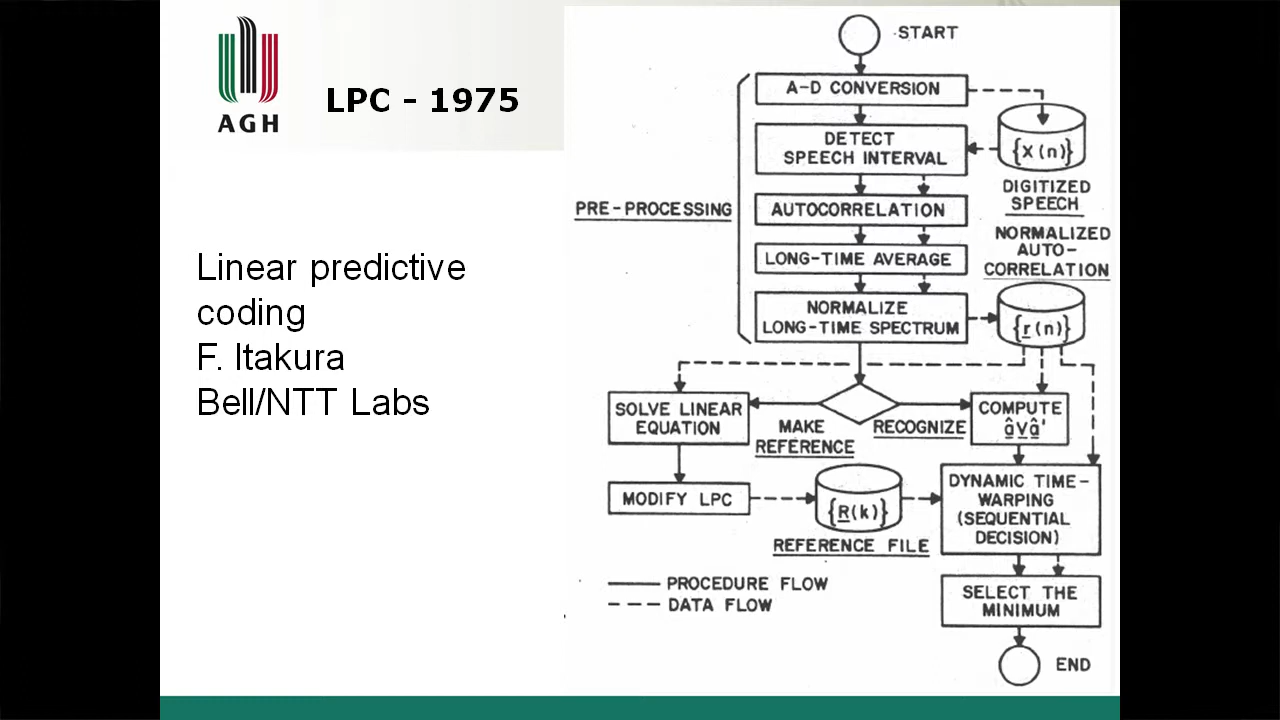 AGH
LPC - 1975
Linear predictive
coding
F. Itakura
Bell/NTT Labs
START
A-D CONVERSION
DETECT
SPEECH INTERVAL
{X(n)}
DIGITIZED
SPEECH
PRE-PROCESSING
AUTOCORRELATION
LONG-TIME AVERAGE
NORMALIZED
AUTO-
CORRELATION
NORMALIZE
LONG-TIME SPECTRUM
{r(n)}
SOLVE LINEAR
EQUATION
MAKE
REFERENCE
RECOGNIZE
COMPUTE
âVâ'
MODIFY LPC
{R(k)}
REFERENCE FILE
DYNAMIC TIME-
WARPING
(SEQUENTIAL
DECISION)
PROCEDURE FLOW
DATA FLOW
SELECT THE
MINIMUM
END